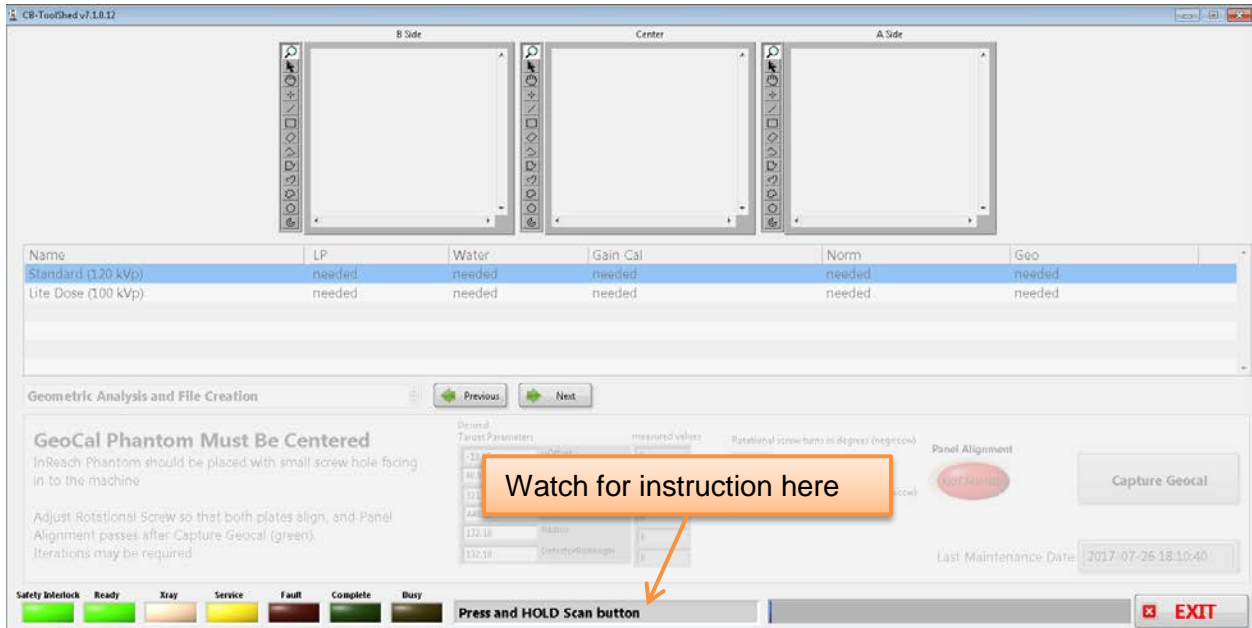 CB-ToolShed v7.1.8.12
B Side Center A Side
Name LP Water Gain Cal Norm Geo
Standard (120 kVp) needed needed needed needed needed
Lite Dose (100 kVp) needed needed needed needed needed
Geometric Analysis and File Creation Previous Next
GeoCal Phantom Must Be Centered
InReach Phantom should be placed with small screw hole facing
in to the machine
Adjust Rotational Screw so that both plates align, and Panel
Alignment passes after Capture Geocal (green).
Iterations may be required
Desired
Target Parameters measured values Rotational screw turns in degrees (neg=ccw)
132.18
132.18
Watch for instruction here
Panel Alignment
Capture Geocal
Last Maintenance Date 2017-07-26 18:10:40
Safety Interlock Ready Xray Service Fault Complete Busy
Press and HOLD Scan button
EXIT